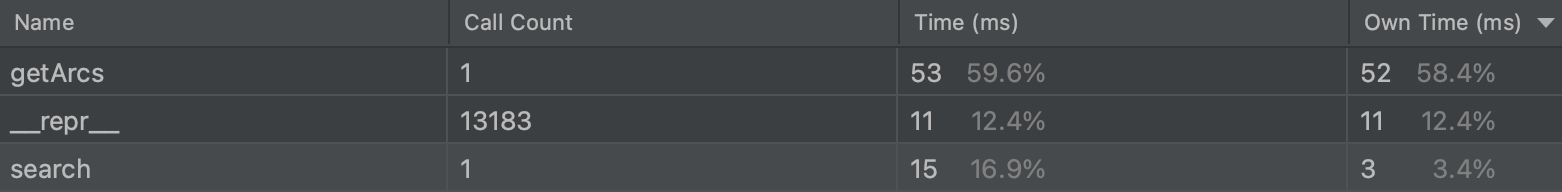 Name Call Count Time (ms) Own Time (ms)
getArcs 1 53 59.6% 52 58.4%
__repr__ 13183 11 12.4% 11 12.4%
search 1 15 16.9% 3 3.4%